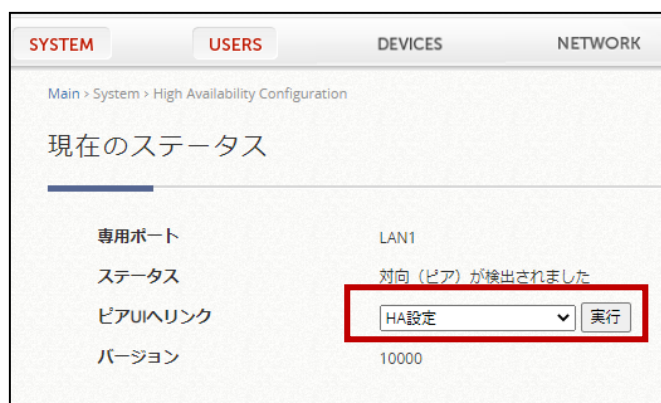 SYSTEM USERS DEVICES NETWORK
Main › System › High Availability Configuration
現在のステータス
専用ポート LAN1
ステータス 対向（ピア）が検出されました
ピアUIへリンク HA設定 実行
バージョン 10000